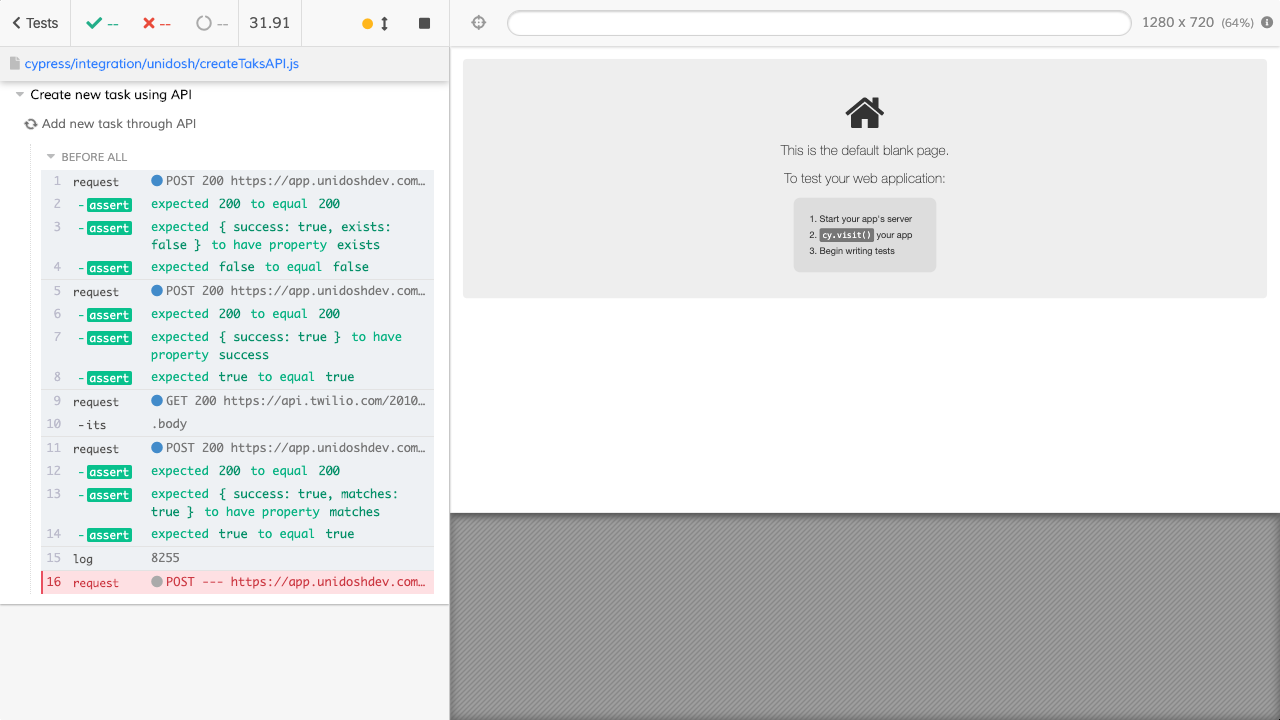 Tests
--
--
--
31.91
1280 x 720 (64%)
cypress/integration/unidosh/createTaksAPI.js
Create new task using API
Add new task through API
BEFORE ALL
1 request POST 200 https://app.unidoshdev.com…
2 -assert expected 200 to equal 200
3 -assert expected { success: true, exists:
false } to have property exists
4 -assert expected false to equal false
5 request POST 200 https://app.unidoshdev.com…
6 -assert expected 200 to equal 200
7 -assert expected { success: true } to have
property success
8 -assert expected true to equal true
9 request GET 200 https://api.twilio.com/2010…
10 -its .body
11 request POST 200 https://app.unidoshdev.com…
12 -assert expected 200 to equal 200
13 -assert expected { success: true, matches:
true } to have property matches
14 -assert expected true to equal true
15 log 8255
16 request POST --- https://app.unidoshdev.com…
This is the default blank page.
To test your web application:
1. Start your app's server
2. cy.visit() your app
3. Begin writing tests